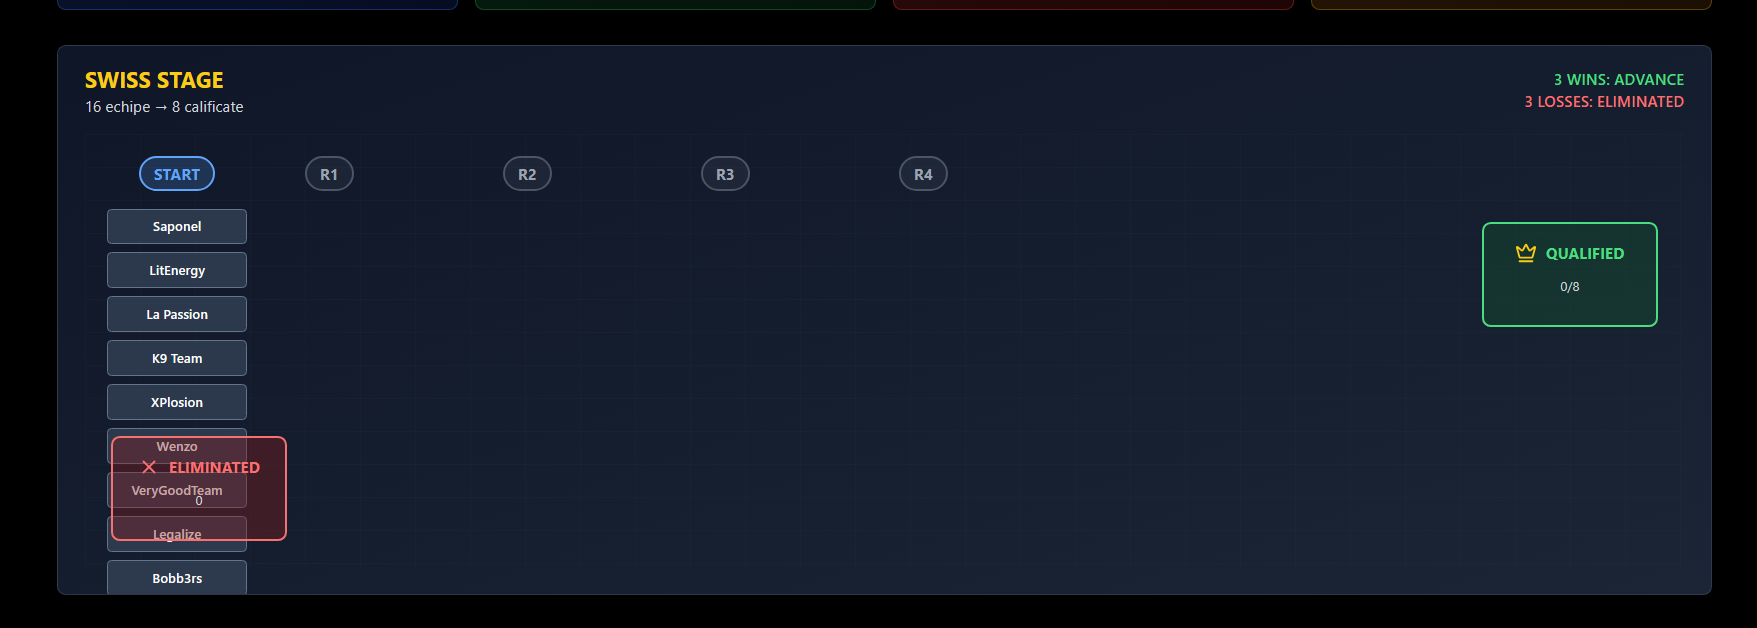 SWISS STAGE
16 echipe → 8 calificate
3 WINS: ADVANCE
3 LOSSES: ELIMINATED
START
R1
R2
R3
R4
Saponel
LitEnergy
La Passion
K9 Team
XPlosion
Wenzo
VeryGoodTeam
Legalize
Bobb3rs
ELIMINATED
0
QUALIFIED
0/8